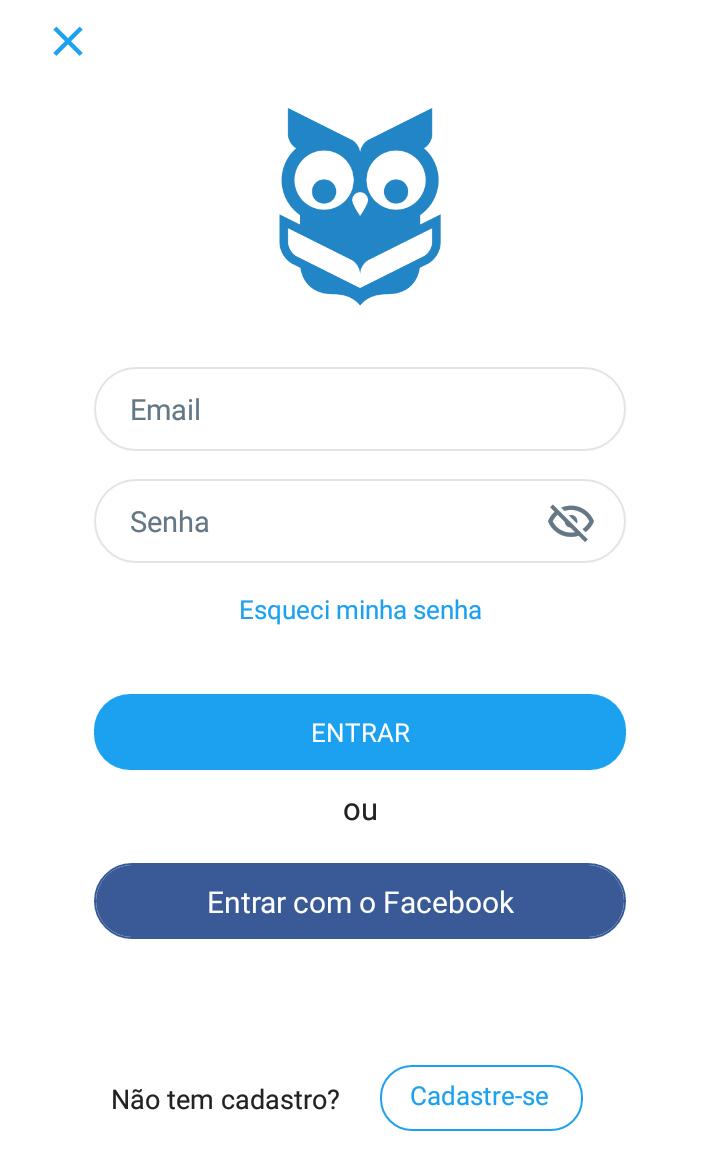 Email
Senha
Esqueci minha senha
ENTRAR
ou
Entrar com o Facebook
Não tem cadastro? Cadastre-se